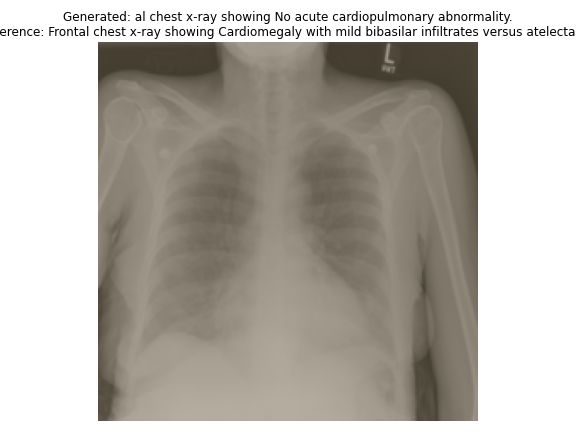 Generated: al chest x-ray showing No acute cardiopulmonary abnormality.
erence: Frontal chest x-ray showing Cardiomegaly with mild bibasilar infiltrates versus atelecta
L